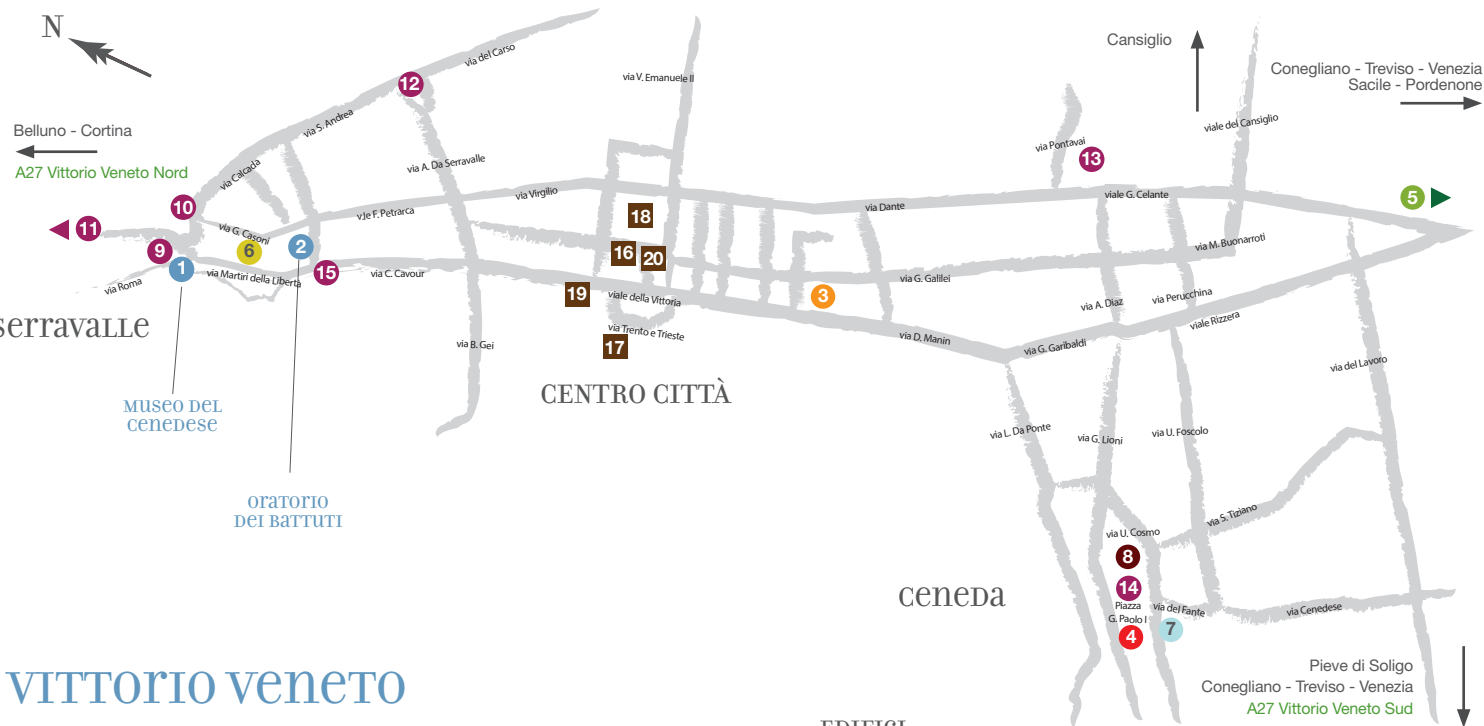 N
Belluno - Cortina
A27 Vittorio Veneto Nord
Cansiglio
Conegliano - Treviso - Venezia
Sacile - Pordenone
via del Carso
via V. Emanuele II
viale del Cansiglio
12
via S. Andrea
via Pontavai
13
via Calcada
via A. Da Serravalle
10
via Virgilio
viale G. Celante
5
v.le F. Petrarca
via Dante
18
11
via G. Casoni
9
6
2
16
20
via M. Buonarroti
1
15
via Martiri della Libertà
via C. Cavour
via G. Galilei
via Roma
19
viale della Vittoria
3
via A. Diaz
via Perucchina
viale Rizzera
serravalle
via Trento e Trieste
17
via B. Gei
via D. Manin
via G. Garibaldi
via del Lavoro
CENTRO CITTÀ
MUSEO DEL
CENEDESE
via L. Da Ponte
via G. Lioni
via U. Foscolo
ORATORIO
DEI BATTUTI
via S. Tiziano
via U. Cosmo
8
14
CENEDA
Piazza
G. Paolo I
via del Fante
via Cenedese
4
7
VITTORIO VENETO
Pieve di Soligo
Conegliano - Treviso - Venezia
A27 Vittorio Veneto Sud
EDIFICI